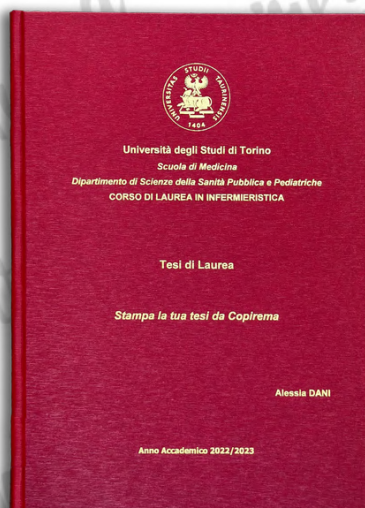 UNIVERSITAS STUDII TAURINENSIS
1404
Università degli Studi di Torino
Scuola di Medicina
Dipartimento di Scienze della Sanità Pubblica e Pediatriche
CORSO DI LAUREA IN INFERMIERISTICA
Tesi di Laurea
Stampa la tua tesi da Copirema
Alessia DANI
Anno Accademico 2022/2023